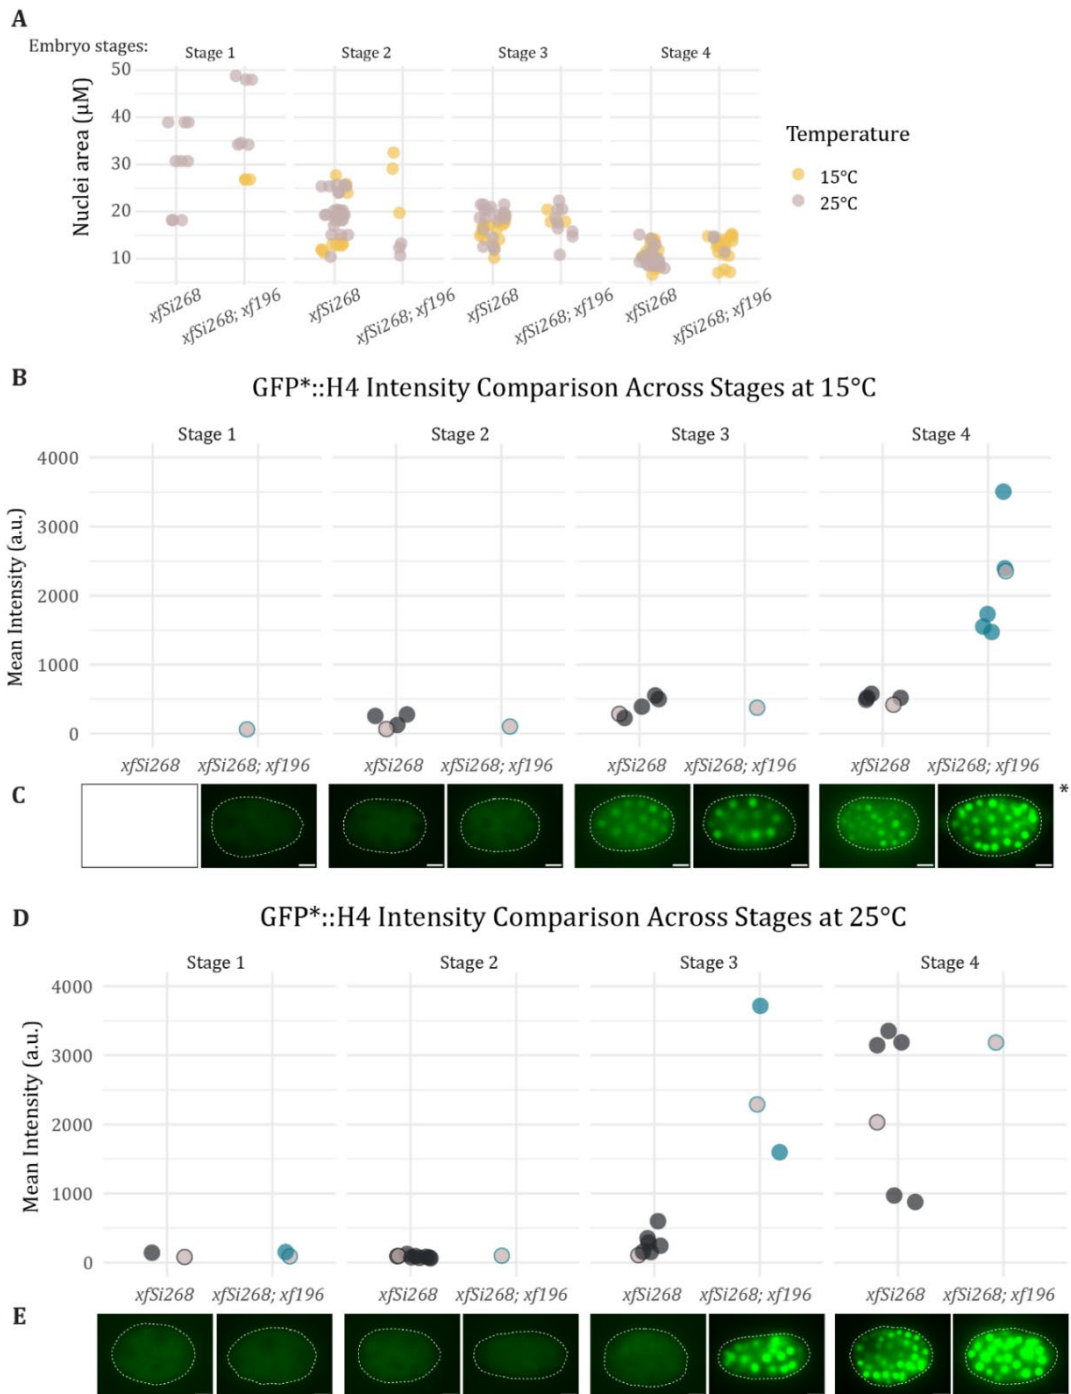 A
Embryo stages:
Stage 1 Stage 2 Stage 3 Stage 4
Nuclei area (µM)
50
40
30
20
10
xfSi268 xfSi268; xf196 xfSi268 xfSi268; xf196 xfSi268 xfSi268; xf196 xfSi268 xfSi268; xf196
Temperature
15°C
25°C
B
GFP*::H4 Intensity Comparison Across Stages at 15°C
Stage 1 Stage 2 Stage 3 Stage 4
Mean Intensity (a.u.)
4000
3000
2000
1000
0
xfSi268 xfSi268; xf196 xfSi268 xfSi268; xf196 xfSi268 xfSi268; xf196 xfSi268 xfSi268; xf196
C
*
D
GFP*::H4 Intensity Comparison Across Stages at 25°C
Stage 1 Stage 2 Stage 3 Stage 4
Mean Intensity (a.u.)
4000
3000
2000
1000
0
xfSi268 xfSi268; xf196 xfSi268 xfSi268; xf196 xfSi268 xfSi268; xf196 xfSi268 xfSi268; xf196
E